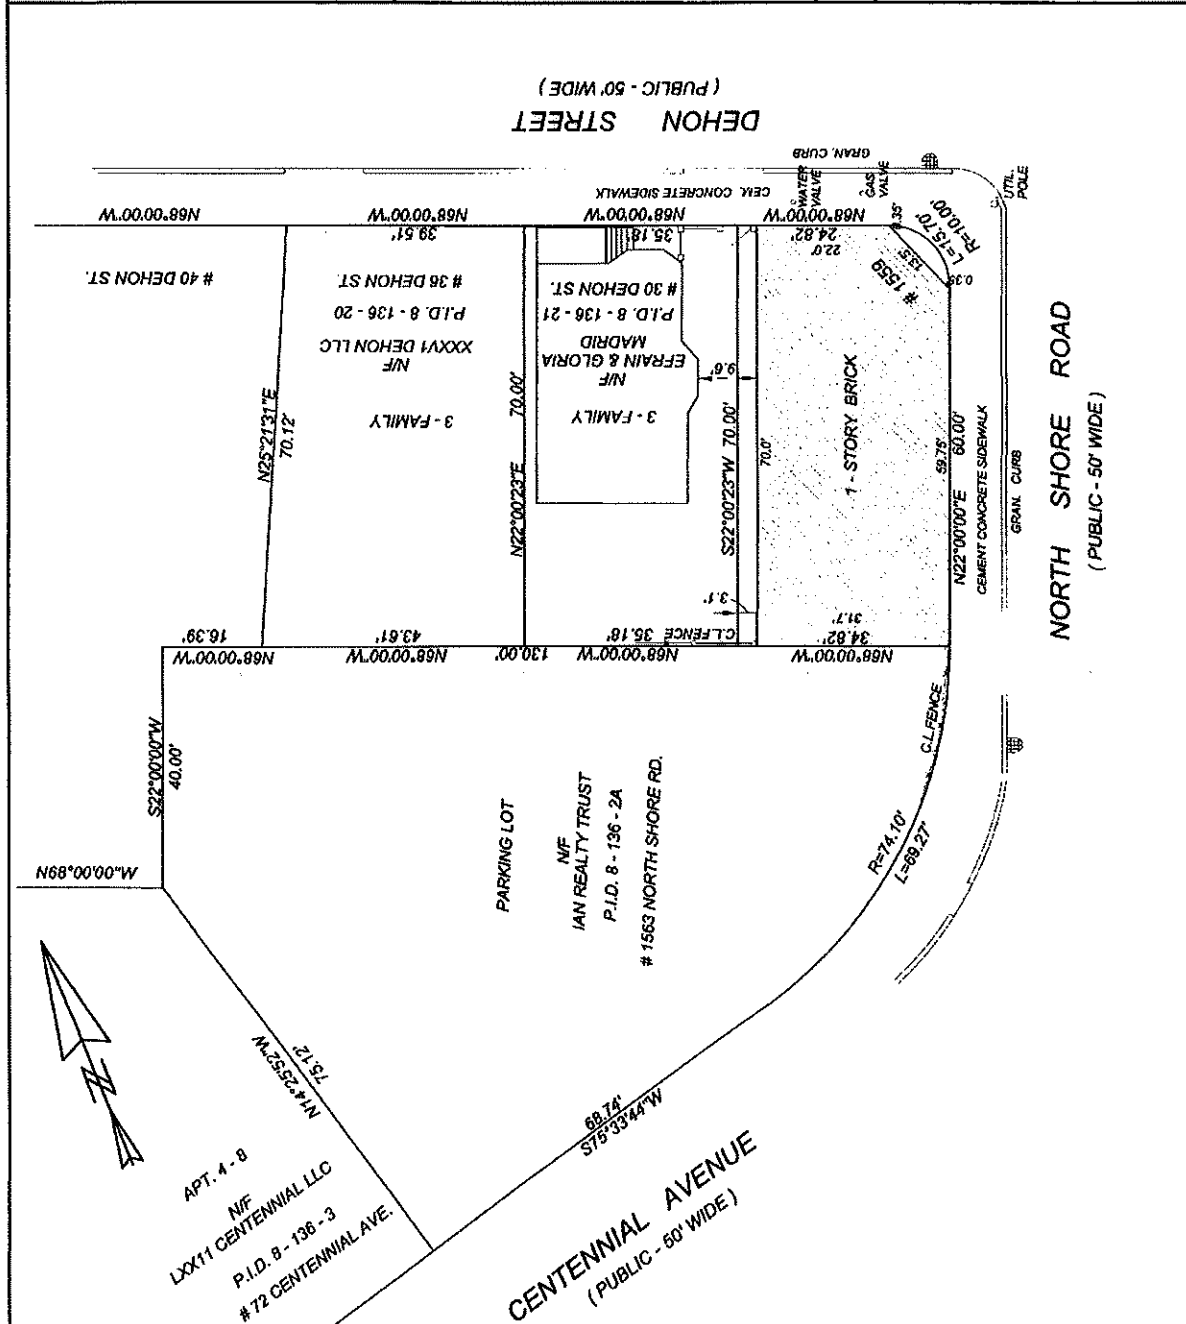 ( PUBLIC - 50' WIDE )
DEHON STREET
GRAN. CURB
CEM. CONCRETE SIDEWALK
WATER
VALVE
GAS
VALVE
UTIL.
POLE
N68°00'00"W
N68°00'00"W
N68°00'00"W
N68°00'00"W
39.51'
35.18'
24.82'
22.0'
0.35'
L=15.70'
R=10.00'
13.5'
# 1559
0.35'
# 40 DEHON ST.
# 36 DEHON ST.
P.I.D. 8 - 136 - 20
XXXV1 DEHON LLC
N/F
3 - FAMILY
# 30 DEHON ST.
P.I.D. 8 - 136 - 21
MADRID
EFRAIN & GLORIA
N/F
3 - FAMILY
N25°21'31"E
70.12'
N22°00'23"E 70.00'
S22°00'23"W 70.00'
9.6'
70.0'
1 - STORY BRICK
59.75'
N22°00'00"E 60.00'
CEMENT CONCRETE SIDEWALK
GRAN. CURB
NORTH SHORE ROAD
( PUBLIC - 50' WIDE )
3.1'
C.L.FENCE
31.7'
16.39'
43.61'
35.18'
34.82'
N68°00'00"W
N68°00'00"W
130.00'
N68°00'00"W
N68°00'00"W
S22°00'00"W
40.00'
N68°00'00"W
PARKING LOT
N/F
IAN REALTY TRUST
P.I.D. 8 - 136 - 2A
# 1563 NORTH SHORE RD.
C.L.FENCE
R=74.10'
L=69.27'
N14°25'52"W
75.12'
68.74'
S75°33'44"W
APT. 4 - 8
N/F
LXX11 CENTENNIAL LLC
P.I.D. 8 - 136 - 3
# 72 CENTENNIAL AVE.
CENTENNIAL AVENUE
( PUBLIC - 60' WIDE )